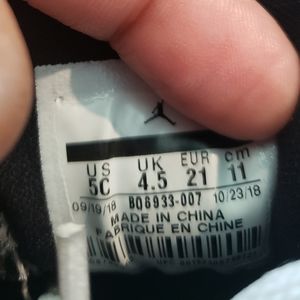 US UK EUR cm
5C 4.5 21 11
09/19/18 BQ6933-007 10/23/18
MADE IN CHINA
FABRIQUE EN CHINE